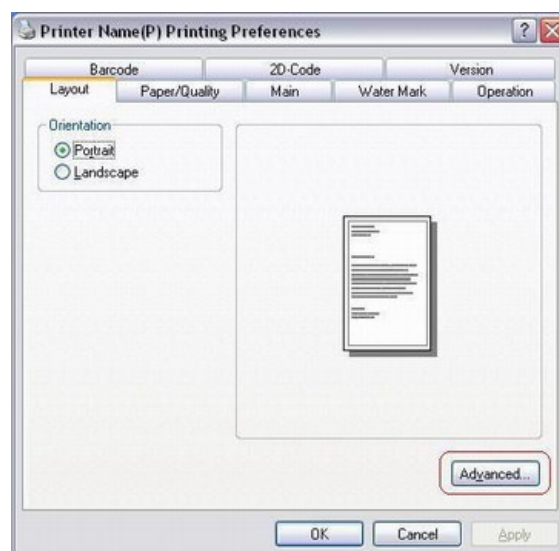 Printer Name(P) Printing Preferences
Barcode 2D-Code Version
Layout Paper/Quality Main Water Mark Operation
Orientation
Portrait
Landscape
Advanced...
OK Cancel Apply